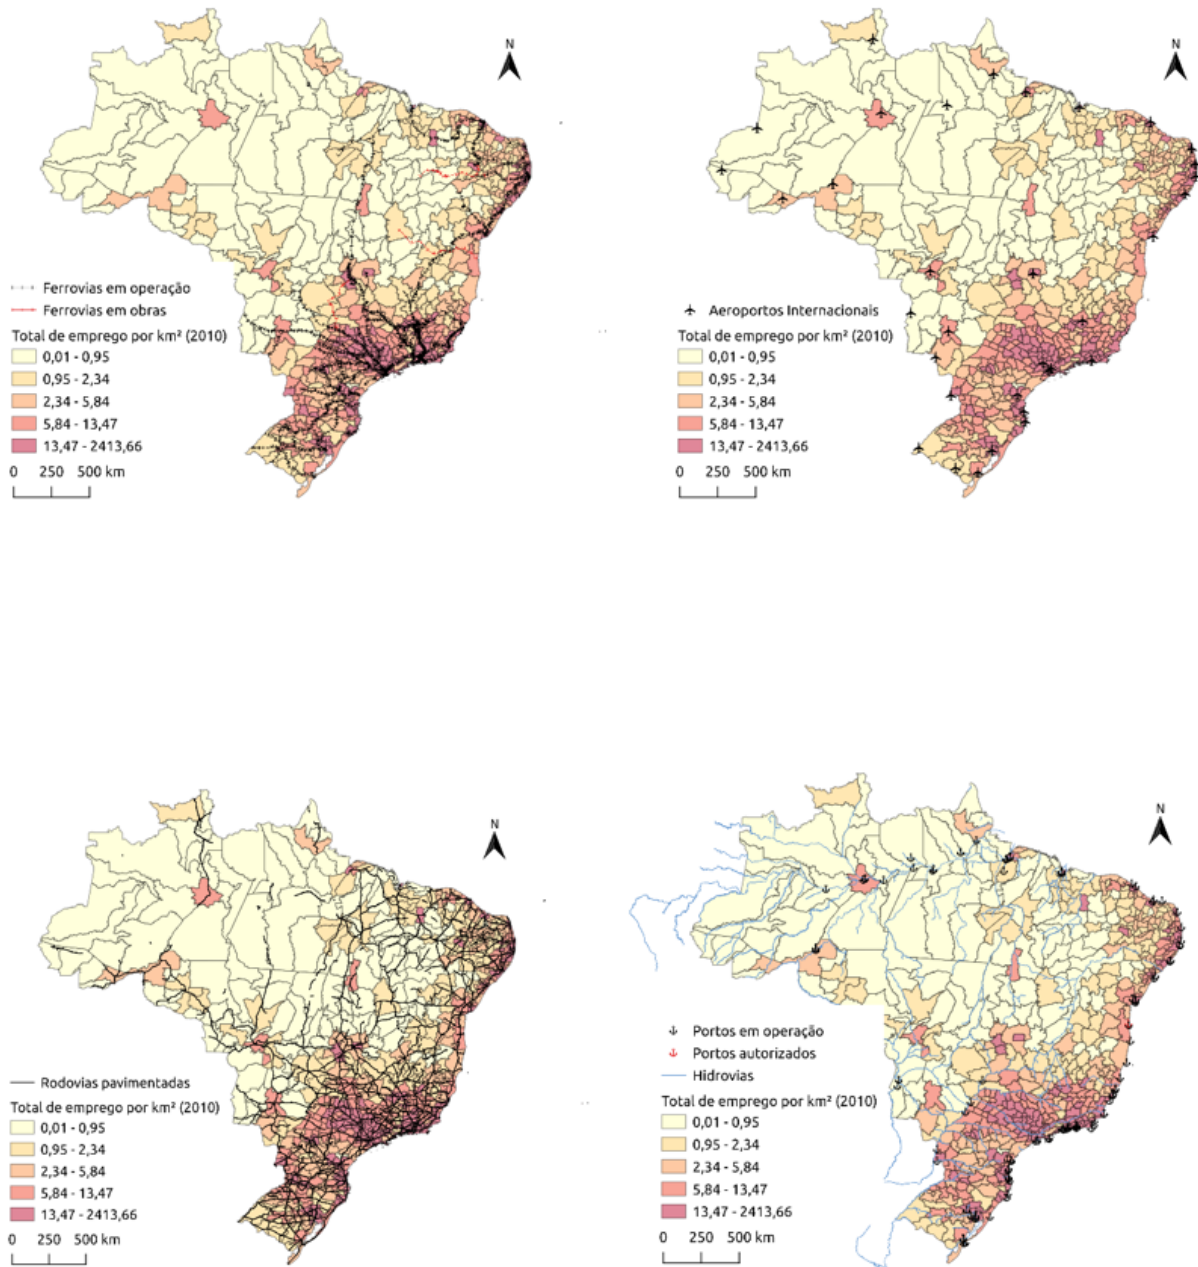 N
Ferrovias em operação
Ferrovias em obras
Total de emprego por km² (2010)
0,01 - 0,95
0,95 - 2,34
2,34 - 5,84
5,84 - 13,47
13,47 - 2413,66
0 250 500 km
N
Aeroportos Internacionais
Total de emprego por km² (2010)
0,01 - 0,95
0,95 - 2,34
2,34 - 5,84
5,84 - 13,47
13,47 - 2413,66
0 250 500 km
N
Rodovias pavimentadas
Total de emprego por km² (2010)
0,01 - 0,95
0,95 - 2,34
2,34 - 5,84
5,84 - 13,47
13,47 - 2413,66
0 250 500 km
N
Portos em operação
Portos autorizados
Hidrovias
Total de emprego por km² (2010)
0,01 - 0,95
0,95 - 2,34
2,34 - 5,84
5,84 - 13,47
13,47 - 2413,66
0 250 500 km